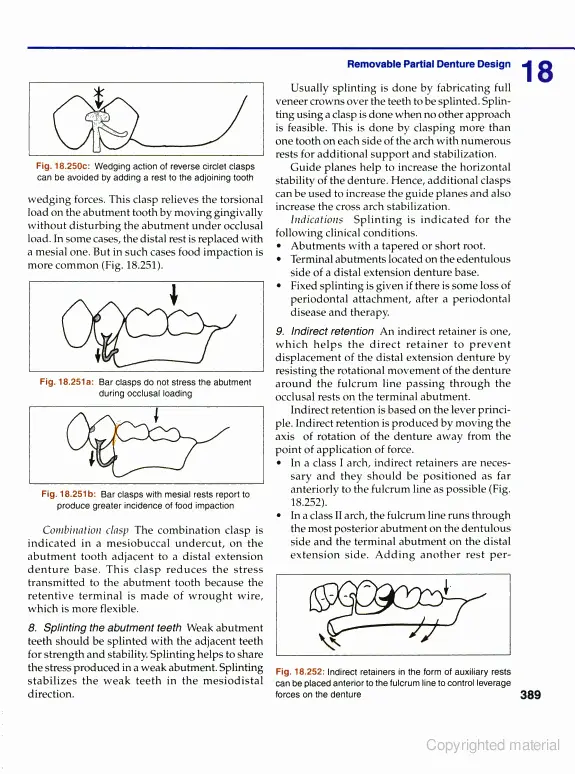 Removable Partial Denture Design
18
Fig. 18.250c: Wedging action of reverse circlet clasps
can be avoided by adding a rest to the adjoining tooth
wedging forces. This clasp relieves the torsional
load on the abutment tooth by moving gingivally
without disturbing the abutment under occlusal
load. In some cases, the distal rest is replaced with
a mesial one. But in such cases food impaction is
more common (Fig. 18.251).
Fig. 18.251a: Bar clasps do not stress the abutment
during occlusal loading
Fig. 18.251b: Bar clasps with mesial rests report to
produce greater incidence of food impaction
Combination clasp The combination clasp is
indicated in a mesiobuccal undercut, on the
abutment tooth adjacent to a distal extension
denture base. This clasp reduces the stress
transmitted to the abutment tooth because the
retentive terminal is made of wrought wire,
which is more flexible.
8. Splinting the abutment teeth Weak abutment
teeth should be splinted with the adjacent teeth
for strength and stability. Splinting helps to share
the stress produced in a weak abutment. Splinting
stabilizes the weak teeth in the mesiodistal
direction.
Usually splinting is done by fabricating full
veneer crowns over the teeth to be splinted. Splin-
ting using a clasp is done when no other approach
is feasible. This is done by clasping more than
one tooth on each side of the arch with numerous
rests for additional support and stabilization.
Guide planes help to increase the horizontal
stability of the denture. Hence, additional clasps
can be used to increase the guide planes and also
increase the cross arch stabilization.
Indications Splinting is indicated for the
following clinical conditions.
• Abutments with a tapered or short root.
• Terminal abutments located on the edentulous
side of a distal extension denture base.
• Fixed splinting is given if there is some loss of
periodontal attachment, after a periodontal
disease and therapy.
9. Indirect retention An indirect retainer is one,
which helps the direct retainer to prevent
displacement of the distal extension denture by
resisting the rotational movement of the denture
around the fulcrum line passing through the
occlusal rests on the terminal abutment.
Indirect retention is based on the lever princi-
ple. Indirect retention is produced by moving the
axis of rotation of the denture away from the
point of application of force.
• In a class I arch, indirect retainers are neces-
sary and they should be positioned as far
anteriorly to the fulcrum line as possible (Fig.
18.252).
• In a class II arch, the fulcrum line runs through
the most posterior abutment on the dentulous
side and the terminal abutment on the distal
extension side. Adding another rest per-
Fig. 18.252: Indirect retainers in the form of auxiliary rests
can be placed anterior to the fulcrum line to control leverage
forces on the denture
389
Copyrighted material